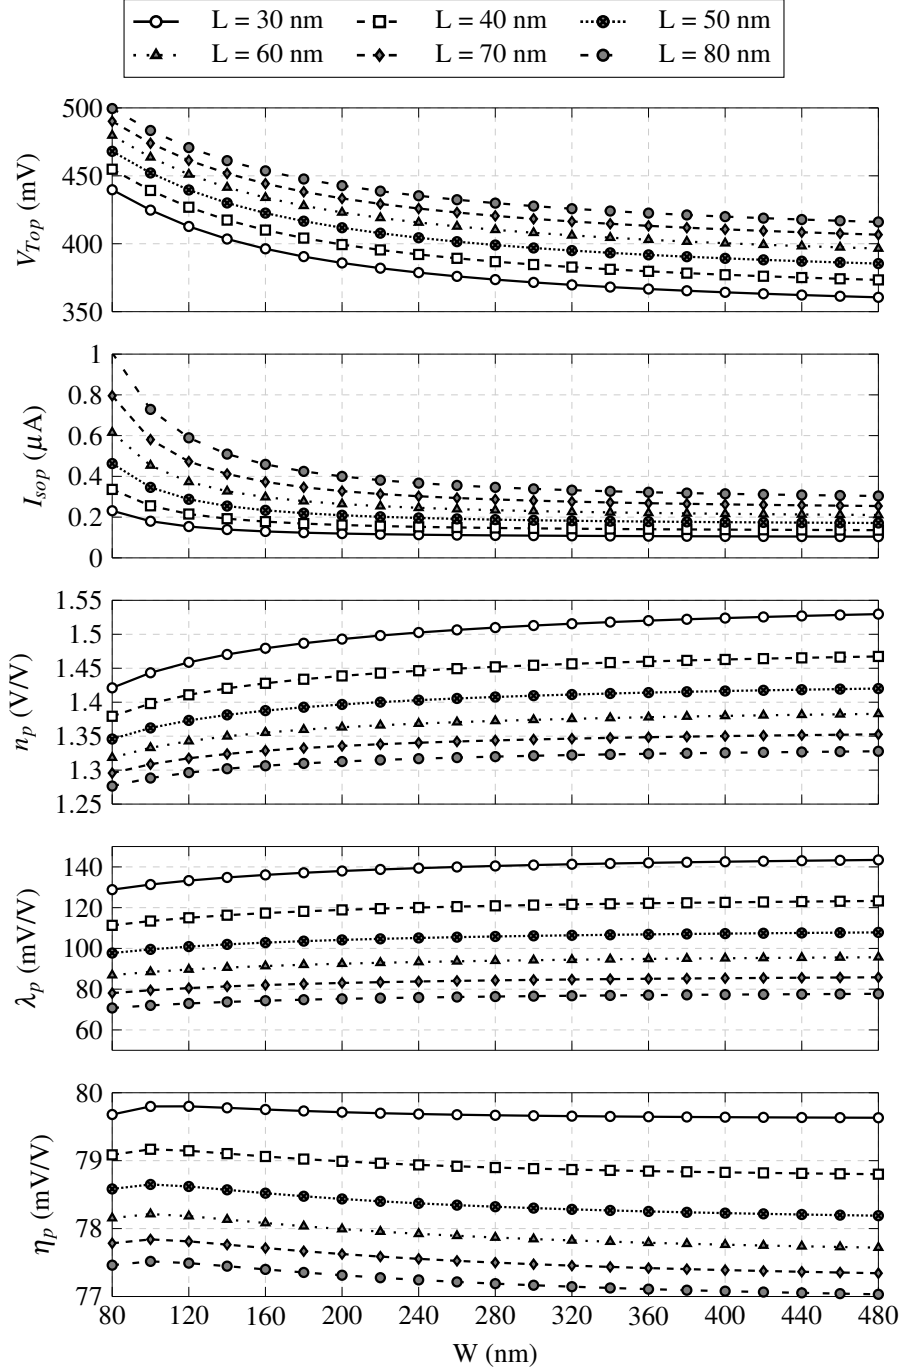 L = 30 nm L = 40 nm L = 50 nm
L = 60 nm L = 70 nm L = 80 nm
500
450
400
350
V_Top (mV)
1
0.8
0.6
0.4
0.2
0
I_sop (μA)
1.55
1.5
1.45
1.4
1.35
1.3
1.25
n_p (V/V)
140
120
100
80
60
λ_p (mV/V)
80
79
78
77
η_p (mV/V)
80 120 160 200 240 280 320 360 400 440 480
W (nm)